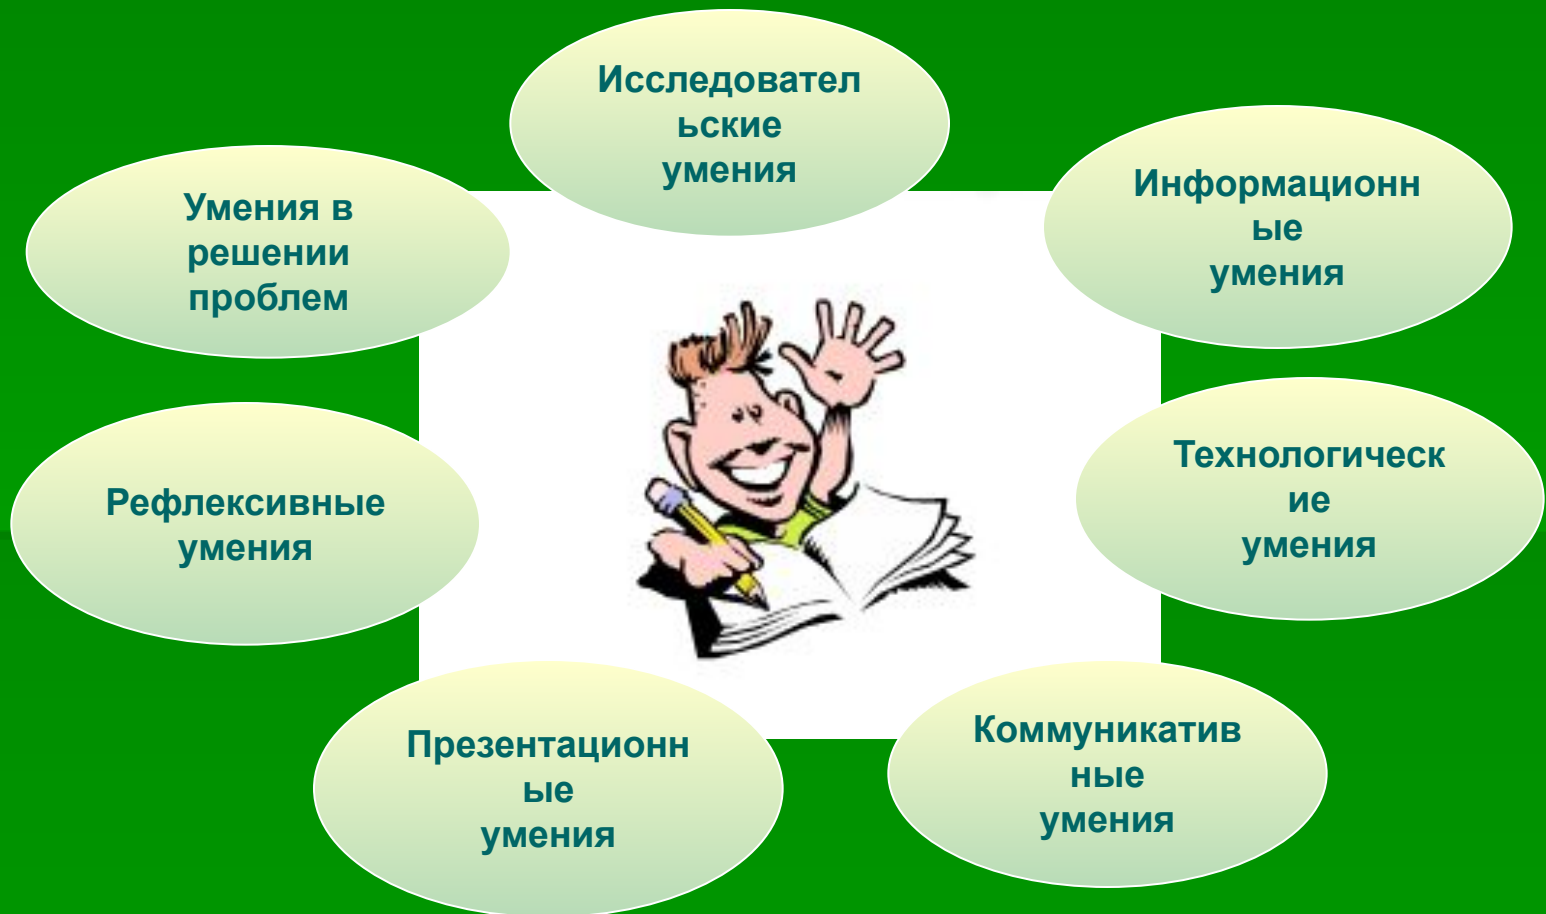 Исследовател
ьские
умения
Информационн
ые
умения
Умения в
решении
проблем
Технологическ
ие
умения
Рефлексивные
умения
Презентационн
ые
умения
Коммуникатив
ные
умения